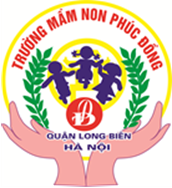 TRƯỜNG MẦM NON PHÚC ĐỒNG
QUẬN LONG BIÊN
HÀ NỘI